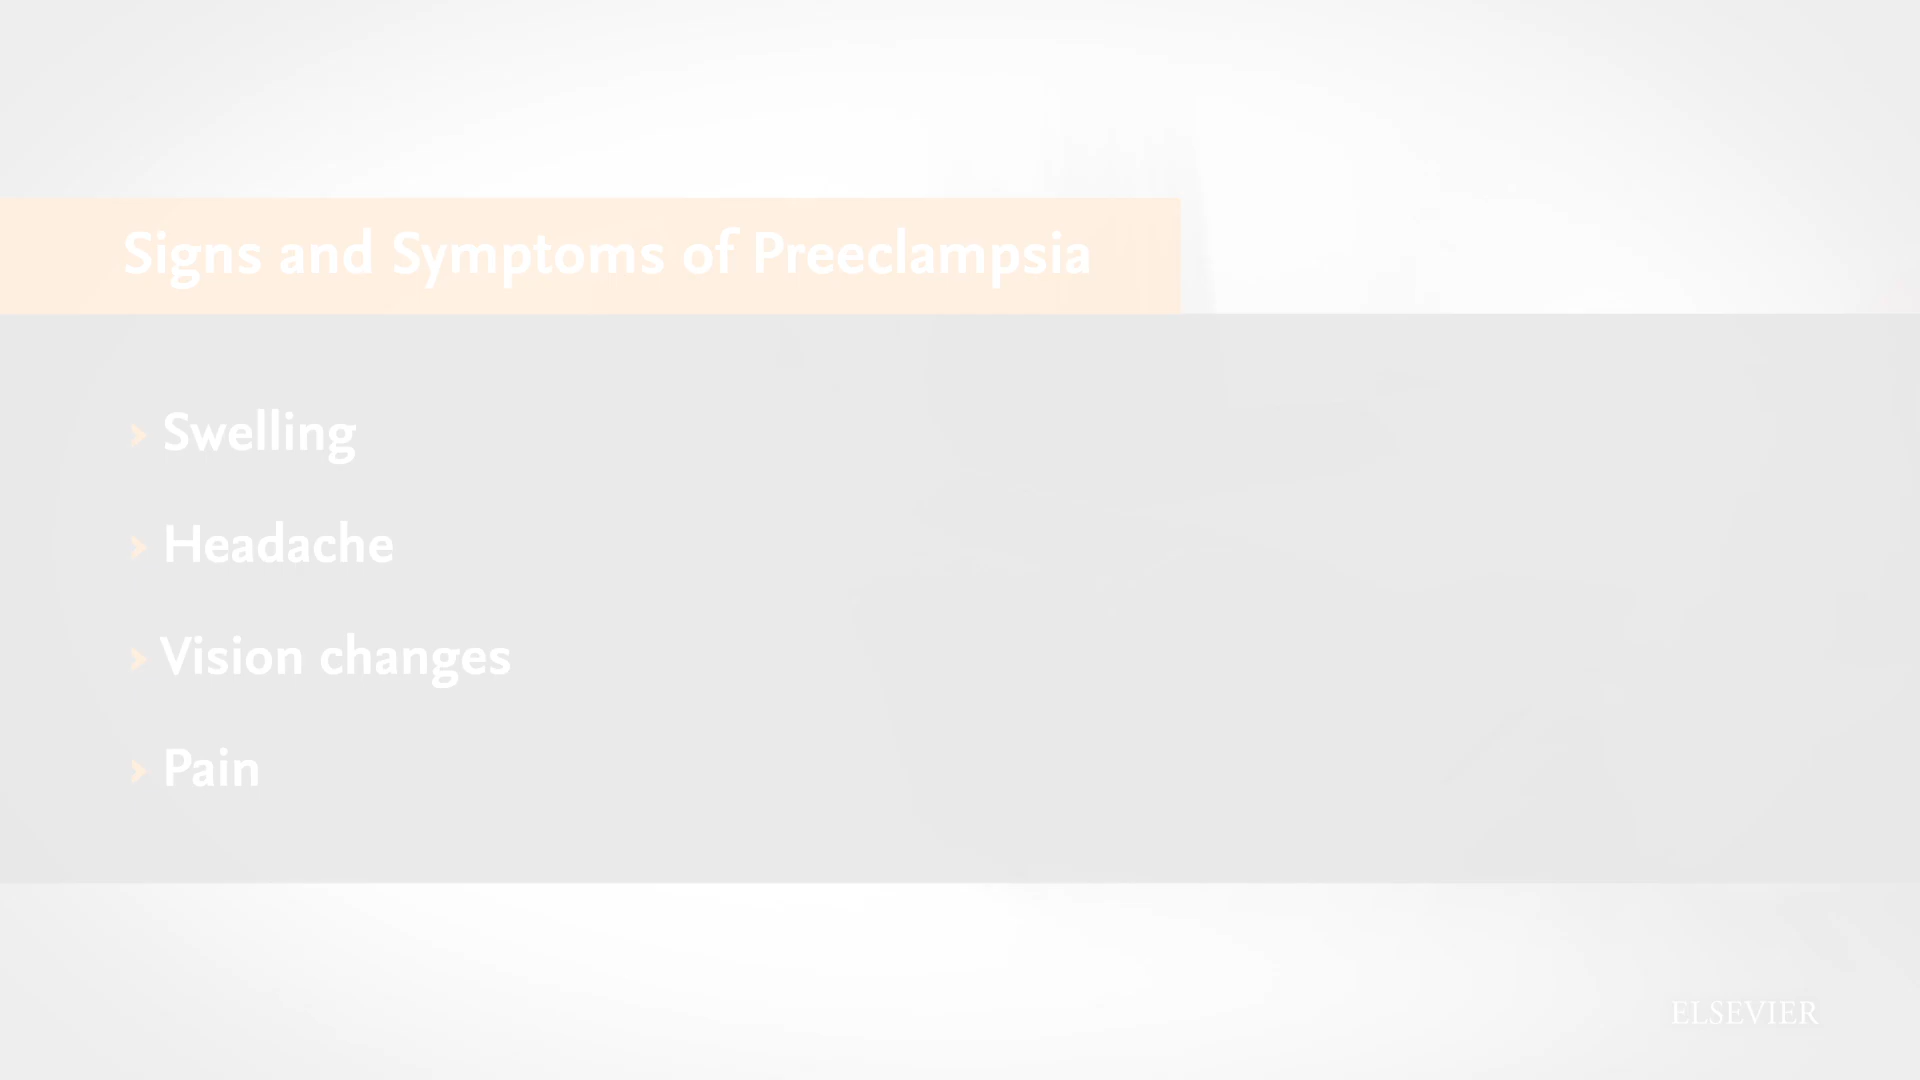 Signs and Symptoms of Preeclampsia
> Swelling
> Headache
> Vision changes
> Pain
ELSEVIER